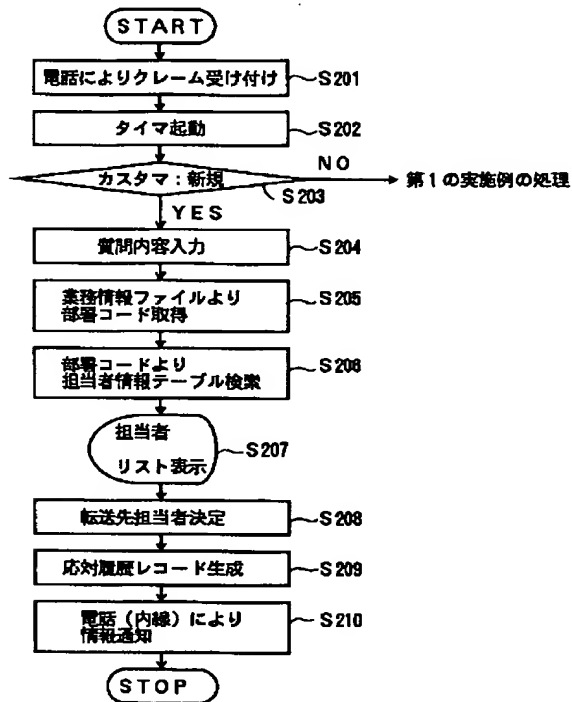 START
電話によりクレーム受け付け S201
タイマ起動 S202
カスタマ：新規 NO 第1の実施例の処理
S203
YES
質問内容入力 S204
業務情報ファイルより
部署コード取得 S205
部署コードより
担当者情報テーブル検索 S206
担当者
リスト表示 S207
転送先担当者決定 S208
応対履歴レコード生成 S209
電話（内線）により
情報通知 S210
STOP